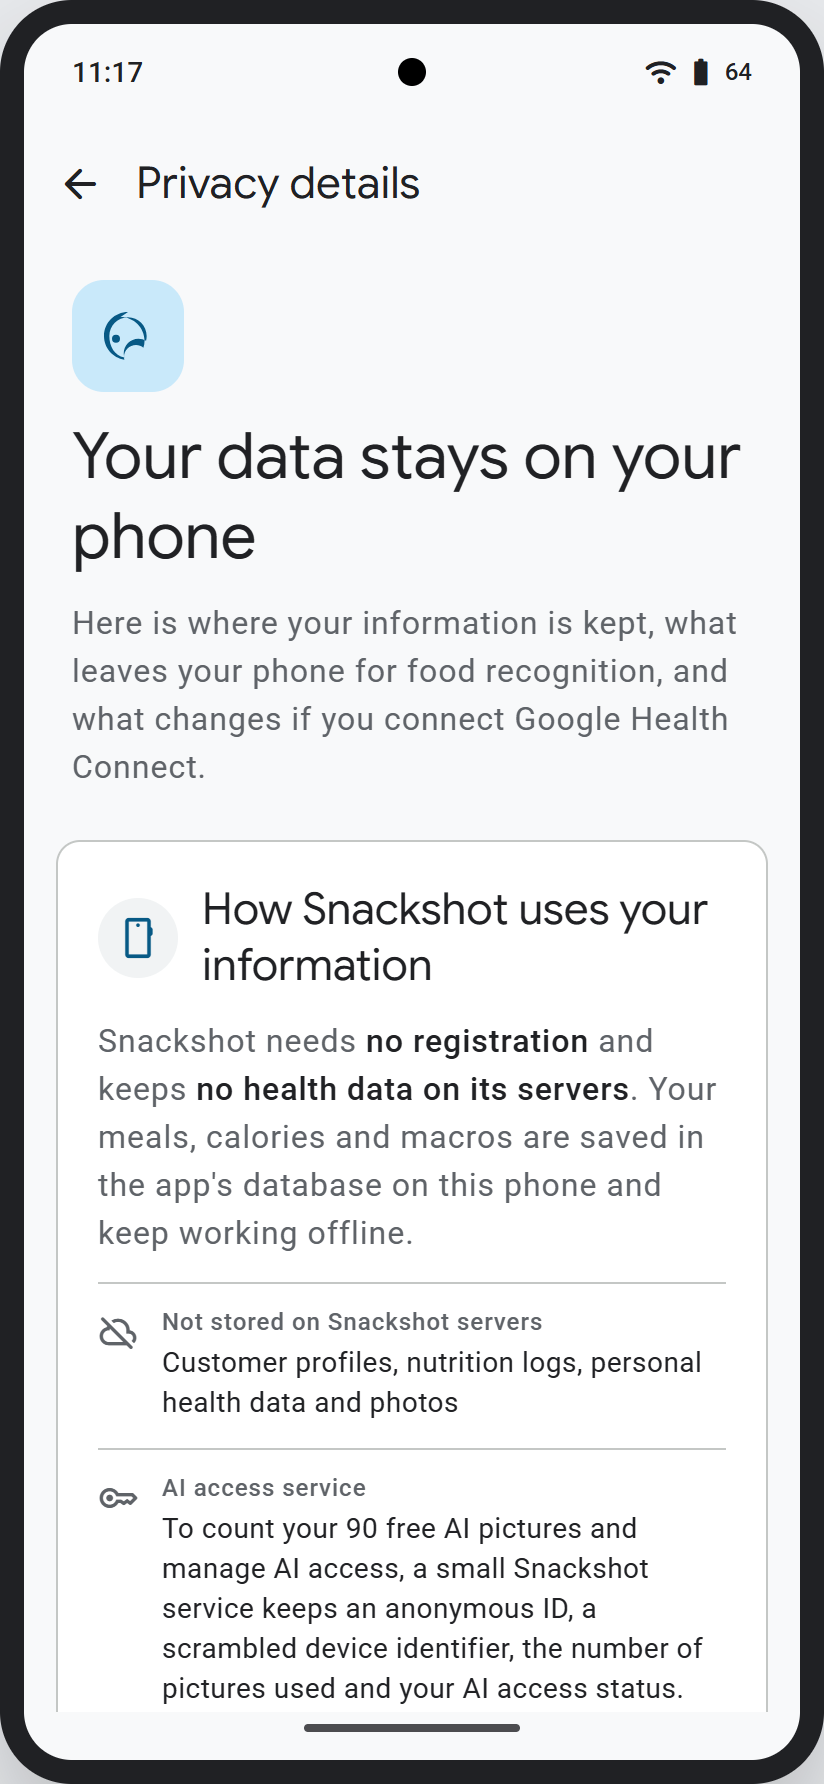 11:17
64
Privacy details
Your data stays on your
phone
Here is where your information is kept, what
leaves your phone for food recognition, and
what changes if you connect Google Health
Connect.
How Snackshot uses your
information
Snackshot needs no registration and
keeps no health data on its servers. Your
meals, calories and macros are saved in
the app's database on this phone and
keep working offline.
Not stored on Snackshot servers
Customer profiles, nutrition logs, personal
health data and photos
AI access service
To count your 90 free AI pictures and
manage AI access, a small Snackshot
service keeps an anonymous ID, a
scrambled device identifier, the number of
pictures used and your AI access status.